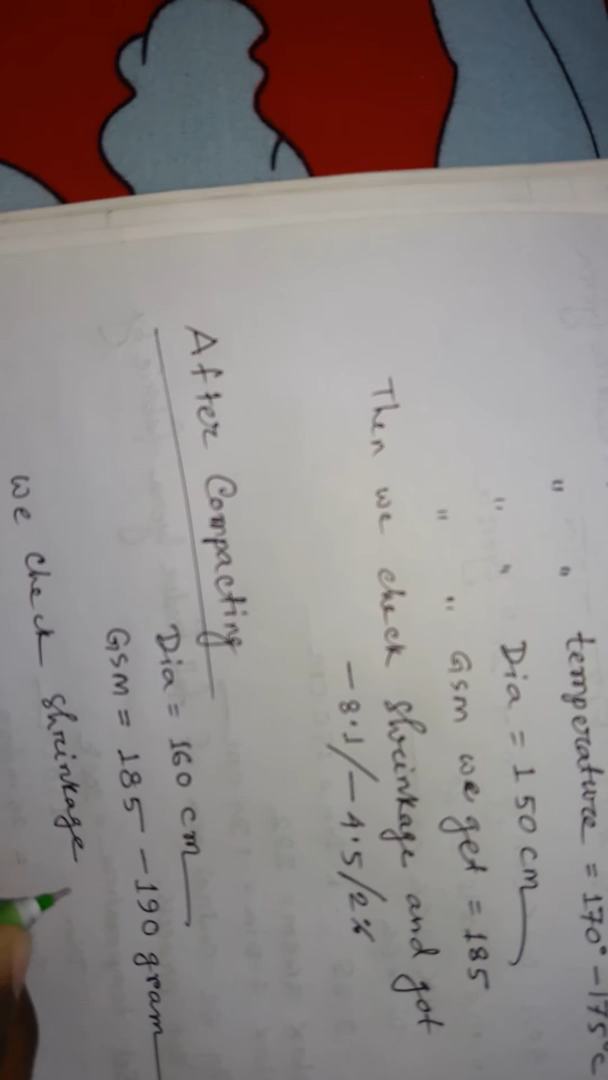 " " temperature = 170° - 175°C
" " Dia = 150 cm
" " GSM we get = 185
Then we check shrinkage and got
- 8.1 / - 4.5 / 2%
After Compacting
Dia = 160 cm
GSM = 185 - 190 gram
We check shrinkage